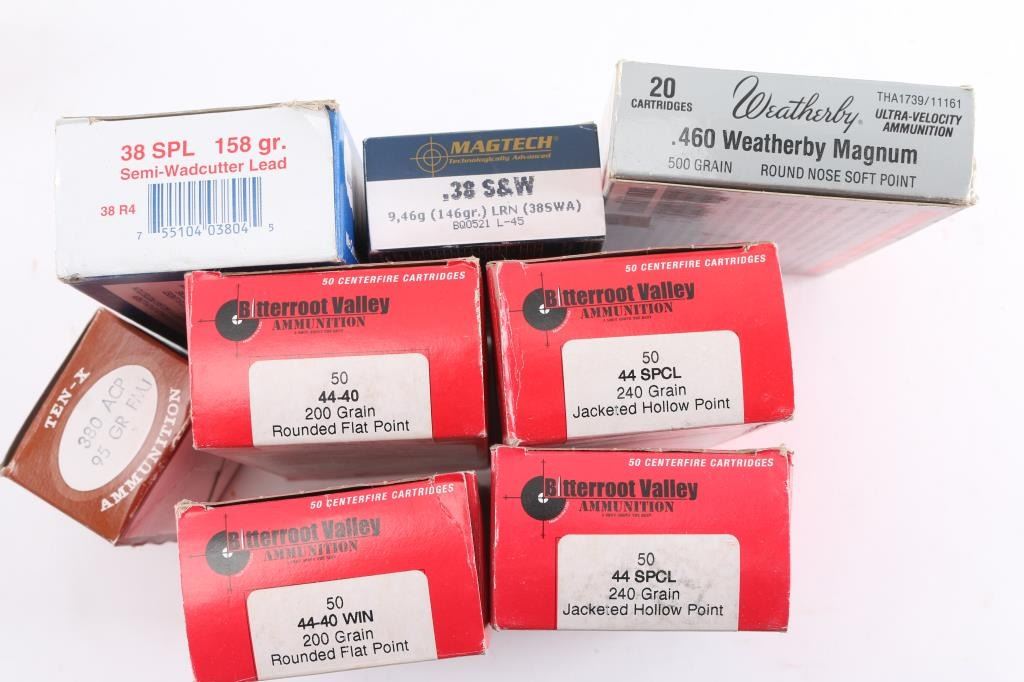 38 SPL 158 gr.
Semi-Wadcutter Lead
38 R4
7 55104 03804 5
MAGTECH
Technologically Advanced
.38 S&W
9,46g (146gr.) LRN (38SWA)
BQ0521 L-45
20
CARTRIDGES
Weatherby
THA1739/11161
ULTRA-VELOCITY
AMMUNITION
.460 Weatherby Magnum
500 GRAIN ROUND NOSE SOFT POINT
TEN-X
380 ACP
95 GR FMJ
AMMUNITION
50 CENTERFIRE CARTRIDGES
Bitterroot Valley
AMMUNITION
50
44-40
200 Grain
Rounded Flat Point
50 CENTERFIRE CARTRIDGES
Bitterroot Valley
AMMUNITION
50
44 SPCL
240 Grain
Jacketed Hollow Point
50 CENTERFIRE CARTRIDGES
Bitterroot Valley
AMMUNITION
50
44-40 WIN
200 Grain
Rounded Flat Point
50 CENTERFIRE CARTRIDGES
Bitterroot Valley
AMMUNITION
50
44 SPCL
240 Grain
Jacketed Hollow Point